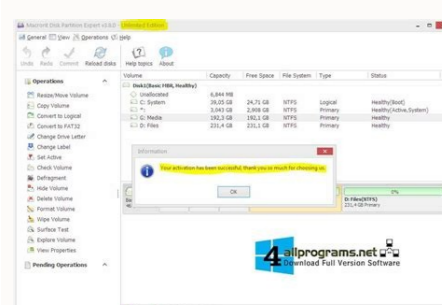 Macrorit Disk Partition Expert v3.8.0 - Unlimited Edition
General View Operations Help
Undo Redo Commit Reload disks Help topics About
Operations
Resize/Move Volume
Copy Volume
Convert to Logical
Convert to FAT32
Change Drive Letter
Change Label
Set Active
Check Volume
Defragment
Hide Volume
Delete Volume
Format Volume
Wipe Volume
Surface Test
Explore Volume
View Properties
Pending Operations
Volume Capacity Free Space File System Type Status
Disk1(Basic MBR, Healthy)
Unallocated 6,844 MB
C: System 39,05 GB 24,71 GB NTFS Logical Healthy(Boot)
*: 3,043 GB 2,908 GB NTFS Primary Healthy(Active,System)
G: Media 192,3 GB 192,1 GB NTFS Primary Healthy
D: Files 231,4 GB 231,1 GB NTFS Primary Healthy
Information
Your activation has been successful, thank you so much for choosing us.
OK
0%
D: Files(NTFS)
231,4 GB Primary
4allprograms.net
Download Full Version Software